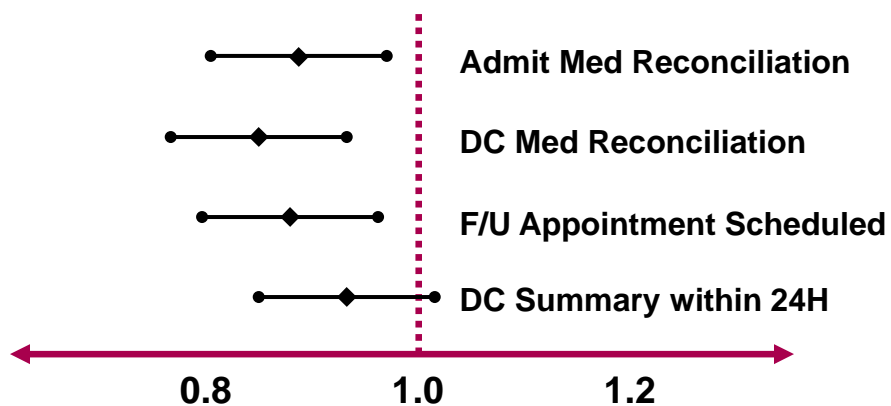 Admit Med Reconciliation
DC Med Reconciliation
F/U Appointment Scheduled
DC Summary within 24H
0.8 1.0 1.2